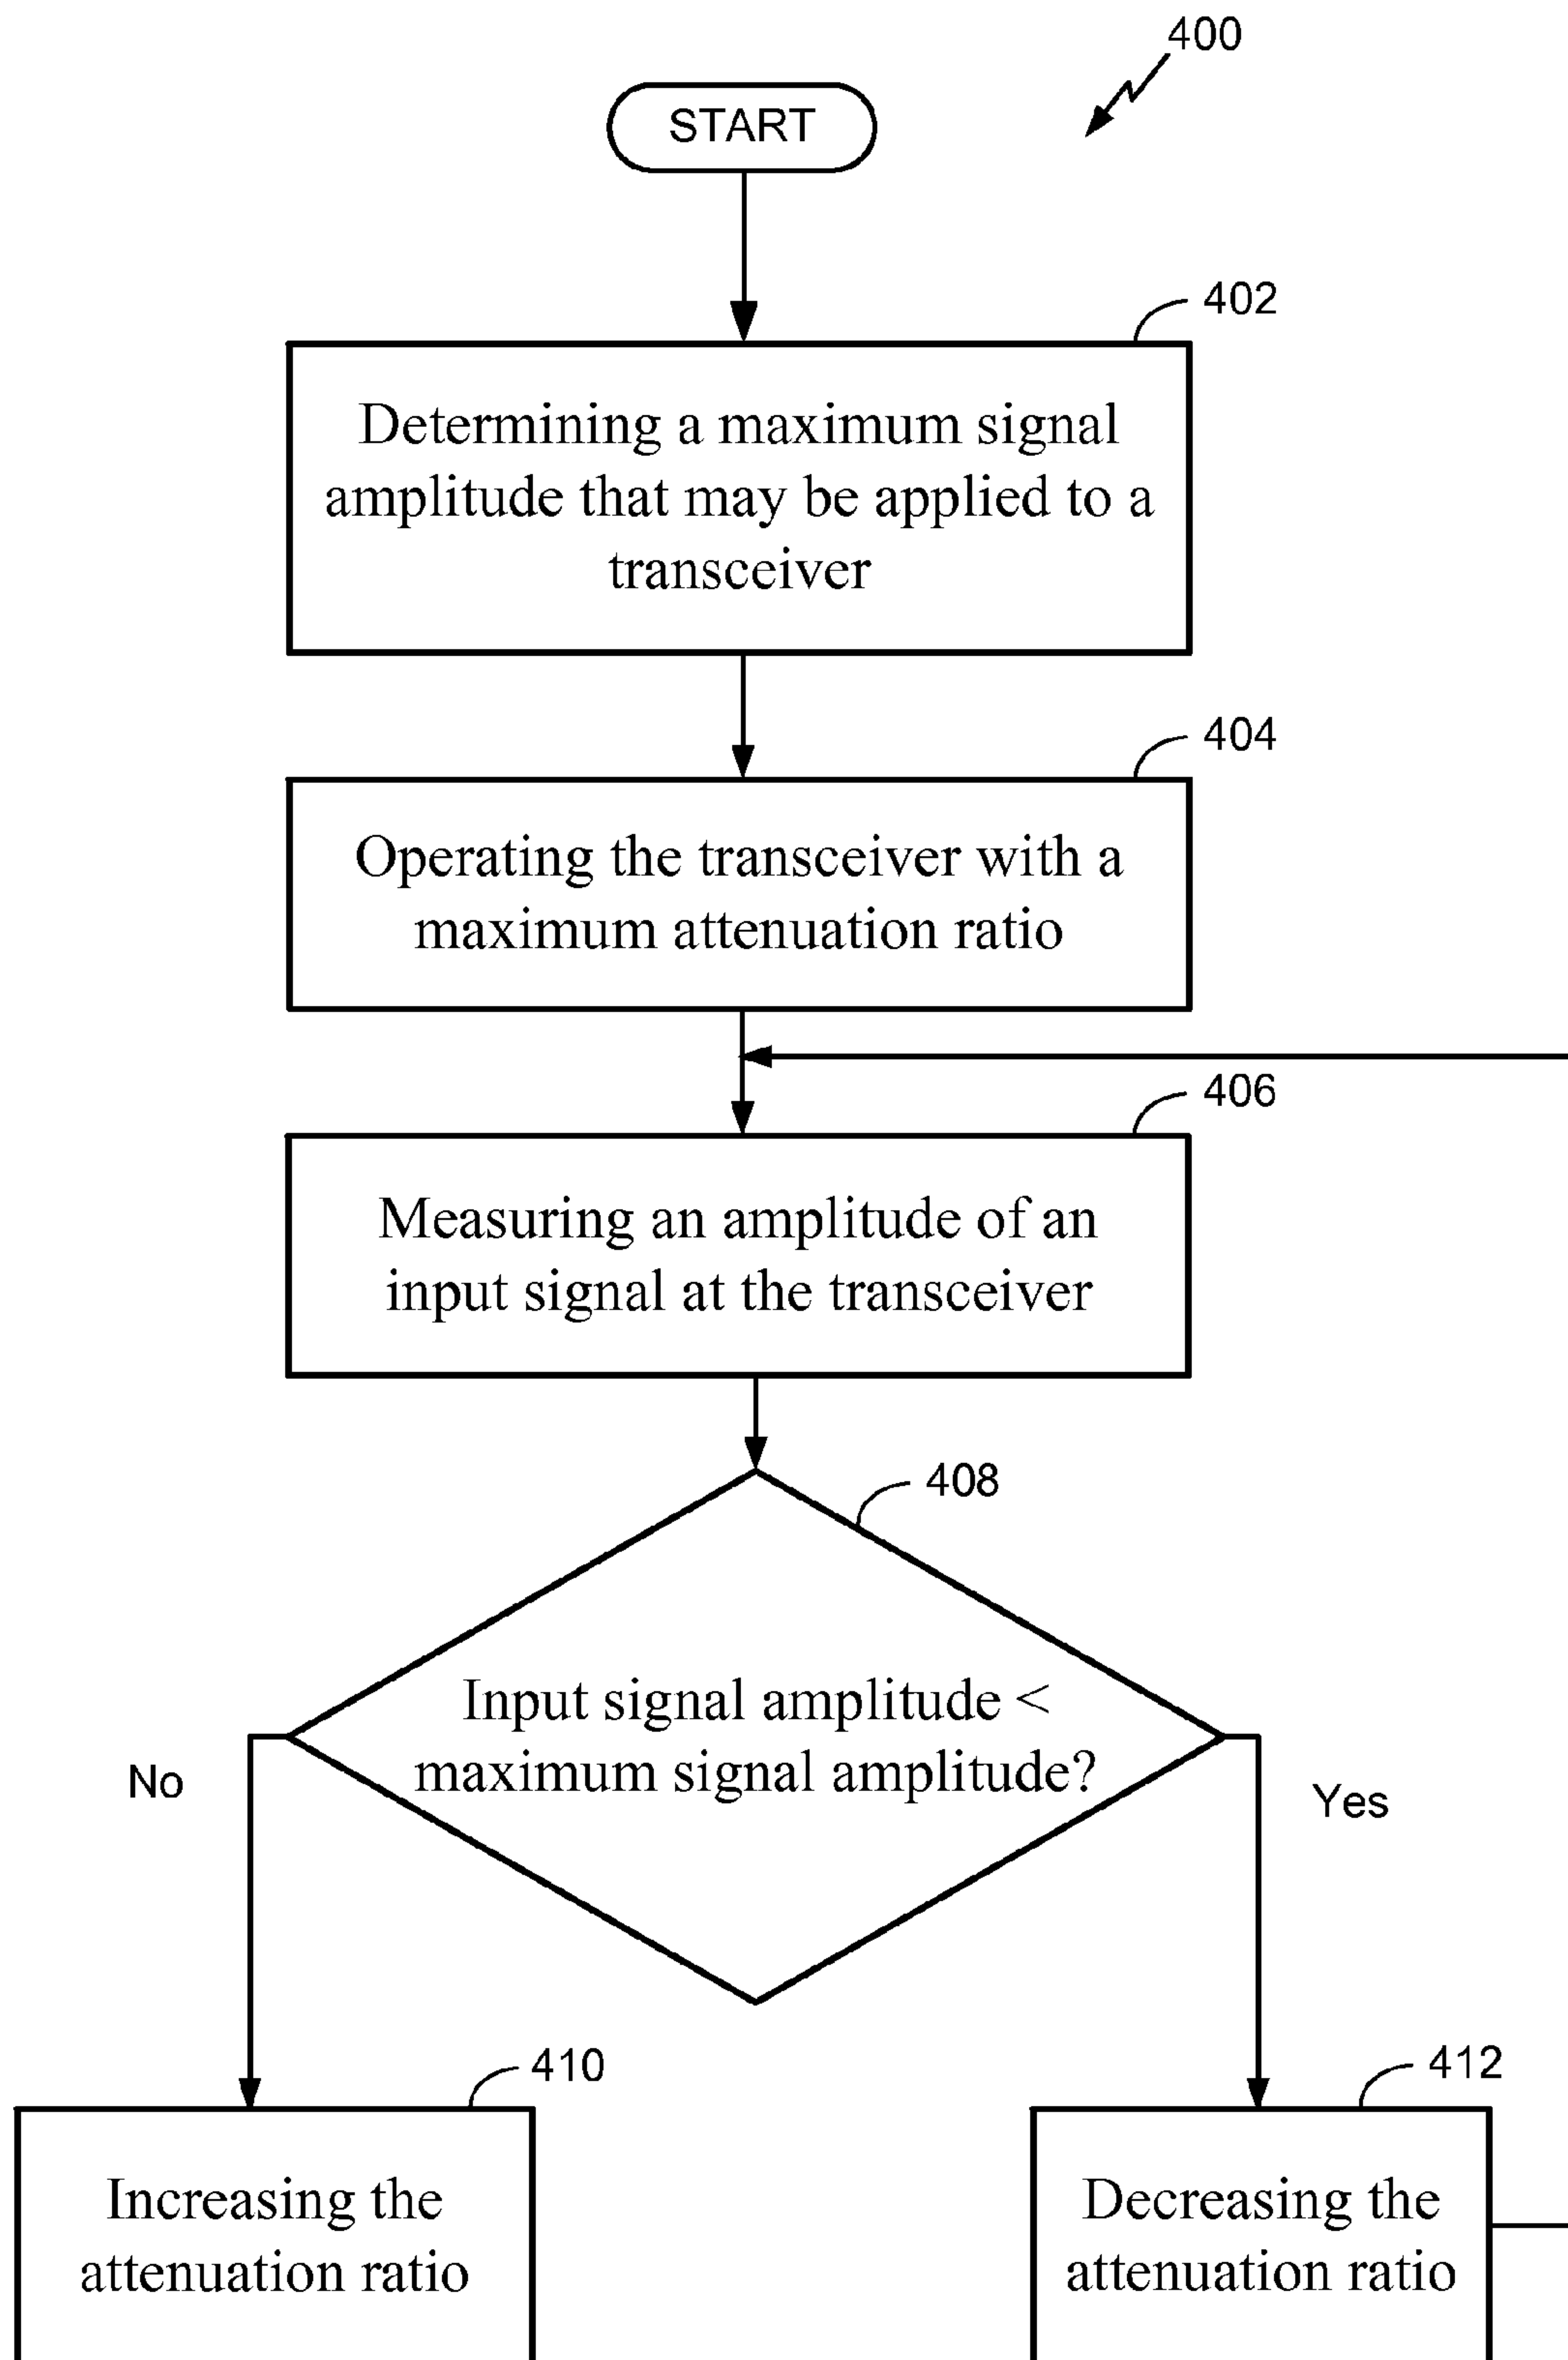 400
START
402
Determining a maximum signal
amplitude that may be applied to a
transceiver
404
Operating the transceiver with a
maximum attenuation ratio
406
Measuring an amplitude of an
input signal at the transceiver
408
Input signal amplitude <
maximum signal amplitude?
No
Yes
410
412
Increasing the
attenuation ratio
Decreasing the
attenuation ratio